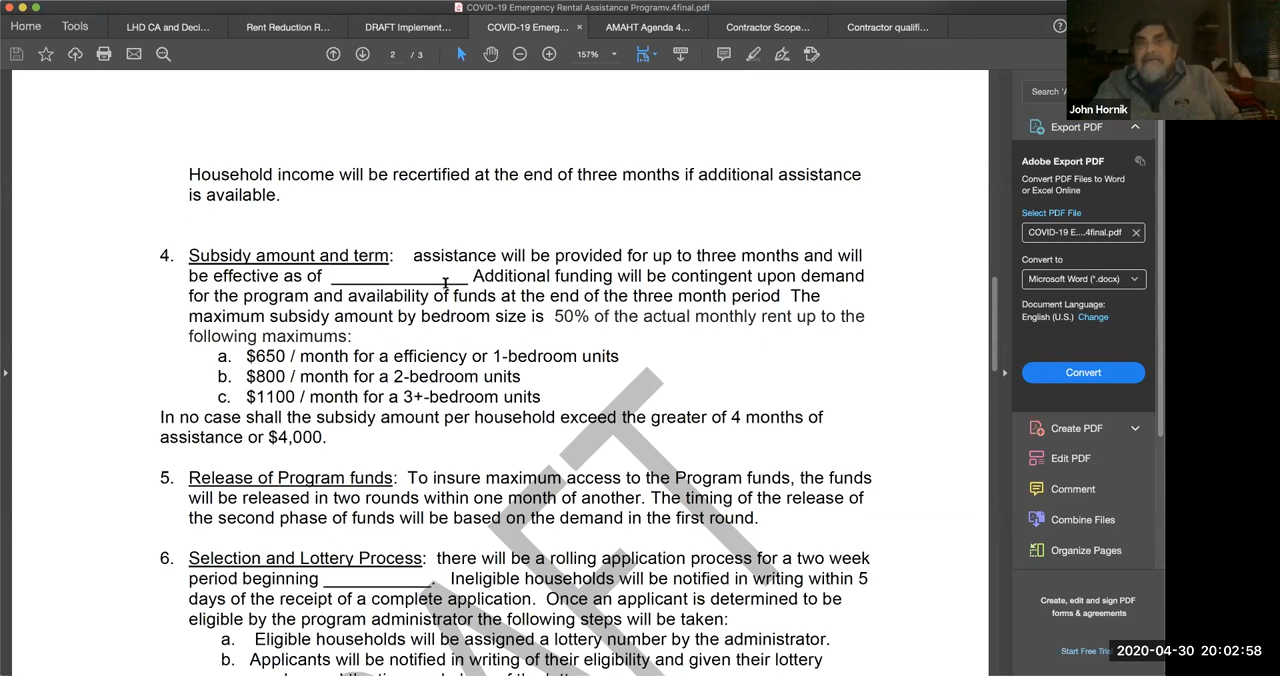 COVID-19 Emergency Rental Assistance Programv.4final.pdf
Home
Tools
LHD CA and Deci...
Rent Reduction R...
DRAFT Implement...
COVID-19 Emerg...
AMAHT Agenda 4...
Contractor Scope...
Contractor qualifi...
2 / 3
157%
John Hornik
Household income will be recertified at the end of three months if additional assistance
is available.
4. Subsidy amount and term: assistance will be provided for up to three months and will
be effective as of ________________ Additional funding will be contingent upon demand
for the program and availability of funds at the end of the three month period The
maximum subsidy amount by bedroom size is 50% of the actual monthly rent up to the
following maximums:
a. $650 / month for a efficiency or 1-bedroom units
b. $800 / month for a 2-bedroom units
c. $1100 / month for a 3+-bedroom units
In no case shall the subsidy amount per household exceed the greater of 4 months of
assistance or $4,000.
5. Release of Program funds: To insure maximum access to the Program funds, the funds
will be released in two rounds within one month of another. The timing of the release of
the second phase of funds will be based on the demand in the first round.
6. Selection and Lottery Process: there will be a rolling application process for a two week
period beginning _____________. Ineligible households will be notified in writing within 5
days of the receipt of a complete application. Once an applicant is determined to be
eligible by the program administrator the following steps will be taken:
a. Eligible households will be assigned a lottery number by the administrator.
b. Applicants will be notified in writing of their eligibility and given their lottery
Search 'A
Export PDF
Adobe Export PDF
Convert PDF Files to Word
or Excel Online
Select PDF File
COVID-19 E....4final.pdf
Convert to
Microsoft Word (*.docx)
Document Language:
English (U.S.) Change
Convert
Create PDF
Edit PDF
Comment
Combine Files
Organize Pages
Create, edit and sign PDF
forms & agreements
Start Free Trial
2020-04-30 20:02:58